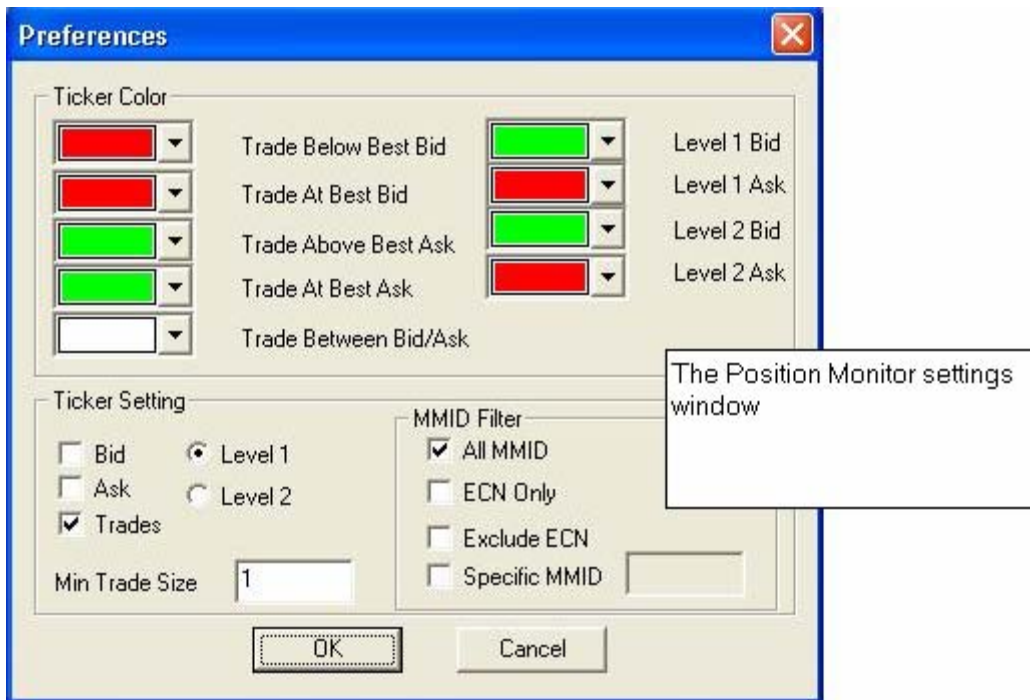 Preferences
Ticker Color
Trade Below Best Bid
Level 1 Bid
Trade At Best Bid
Level 1 Ask
Trade Above Best Ask
Level 2 Bid
Trade At Best Ask
Level 2 Ask
Trade Between Bid/Ask
The Position Monitor settings
window
Ticker Setting
Bid
Level 1
Ask
Level 2
Trades
Min Trade Size
1
MMID Filter
All MMID
ECN Only
Exclude ECN
Specific MMID
OK
Cancel